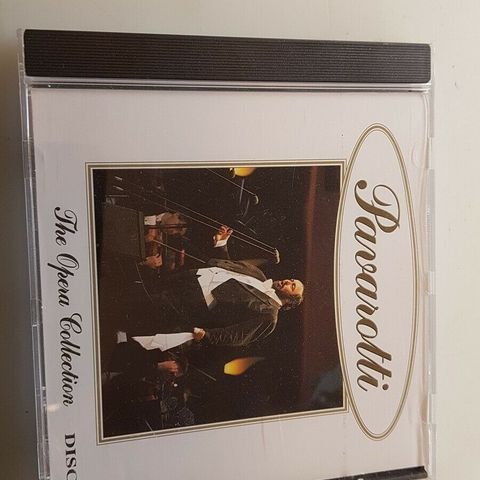 Pavarotti
The Opera Collection DISC